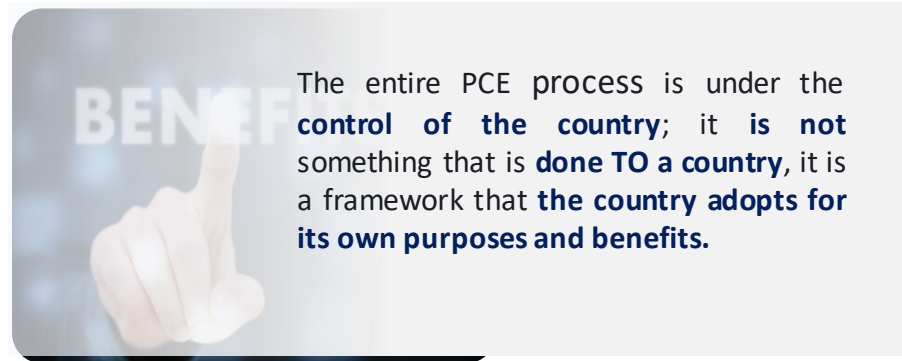 BENEFITS
The entire PCE process is under the
control of the country; it is not
something that is done TO a country, it is
a framework that the country adopts for
its own purposes and benefits.